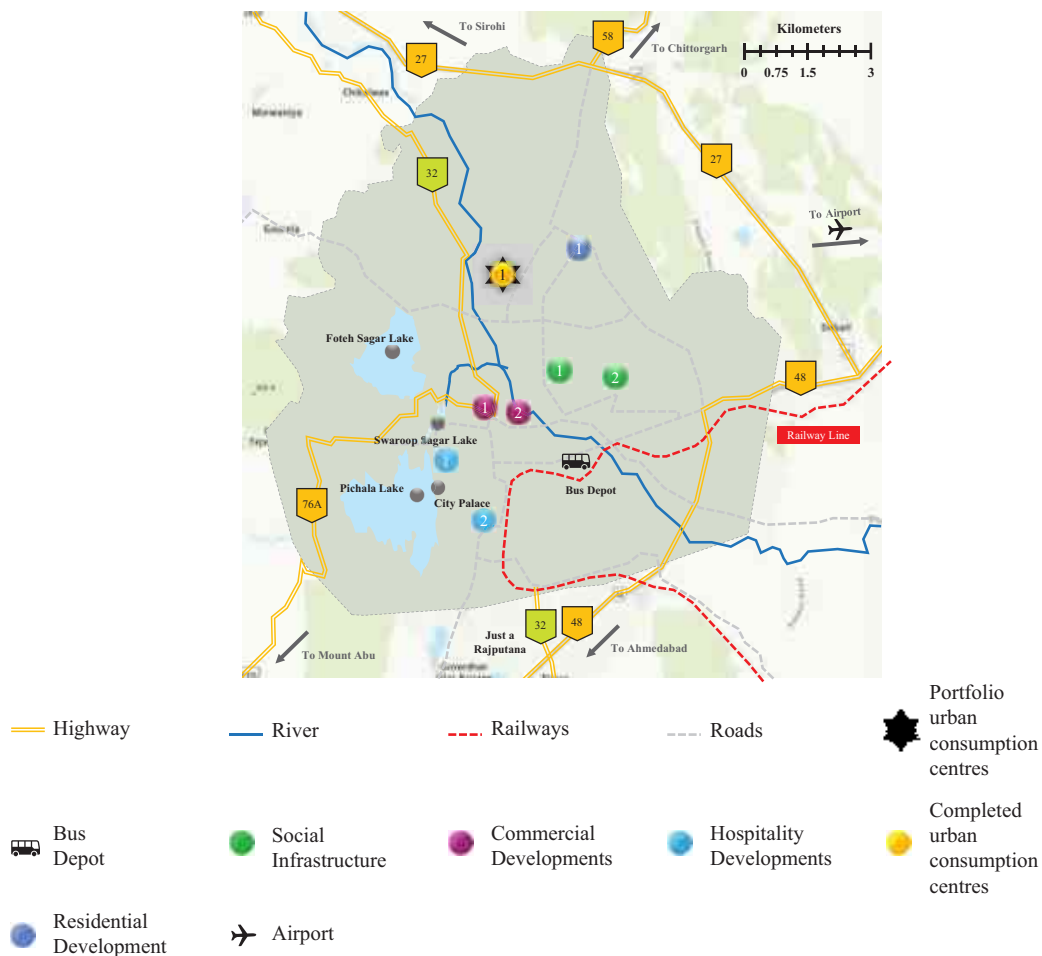 To Sirohi
58
To Chittorgarh
Kilometers
0 0.75 1.5 3
27
27
32
To Airport
1
1
Foteh Sagar Lake
1
2
48
1
2
Railway Line
Swaroop Sagar Lake
1
Bus Depot
Pichala Lake
City Palace
76A
2
Just a
Rajputana
32
48
To Mount Abu
To Ahmedabad
Highway
River
Railways
Roads
Portfolio
urban
consumption
centres
Bus
Depot
Social
Infrastructure
Commercial
Developments
Hospitality
Developments
Completed
urban
consumption
centres
Residential
Development
Airport